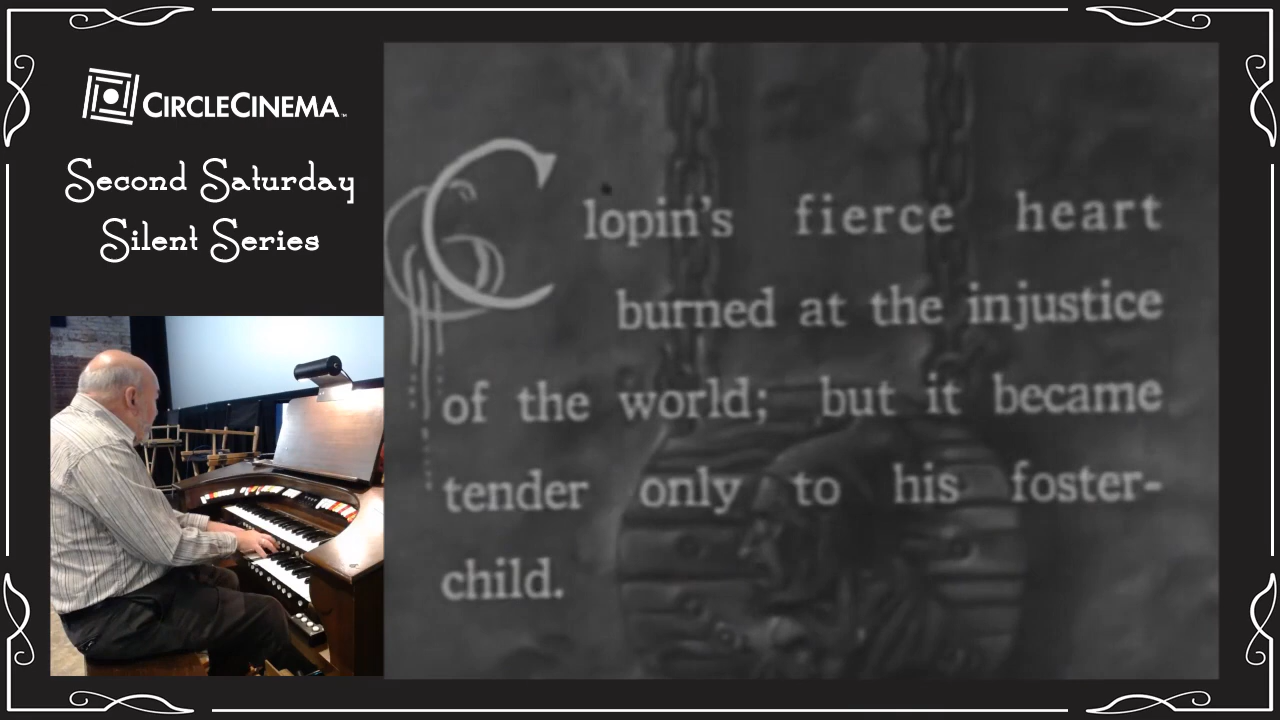 CIRCLECINEMA™
Second Saturday
Silent Series
Clopin's fierce heart
burned at the injustice
of the world; but it became
tender only to his foster-
child.